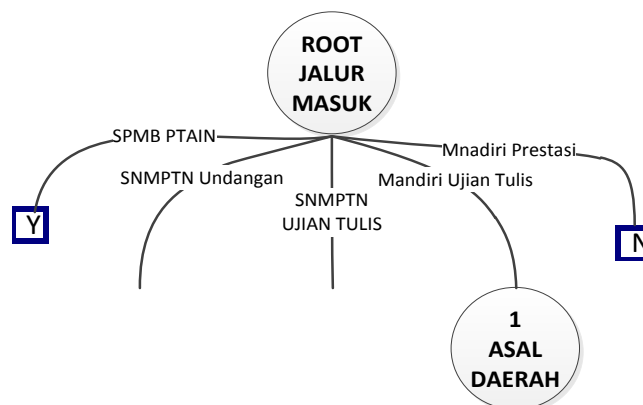 ROOT
JALUR
MASUK
SPMB PTAIN
Mnadiri Prestasi
SNMPTN Undangan
SNMPTN
UJIAN TULIS
Mandiri Ujian Tulis
Y
N
1
ASAL
DAERAH